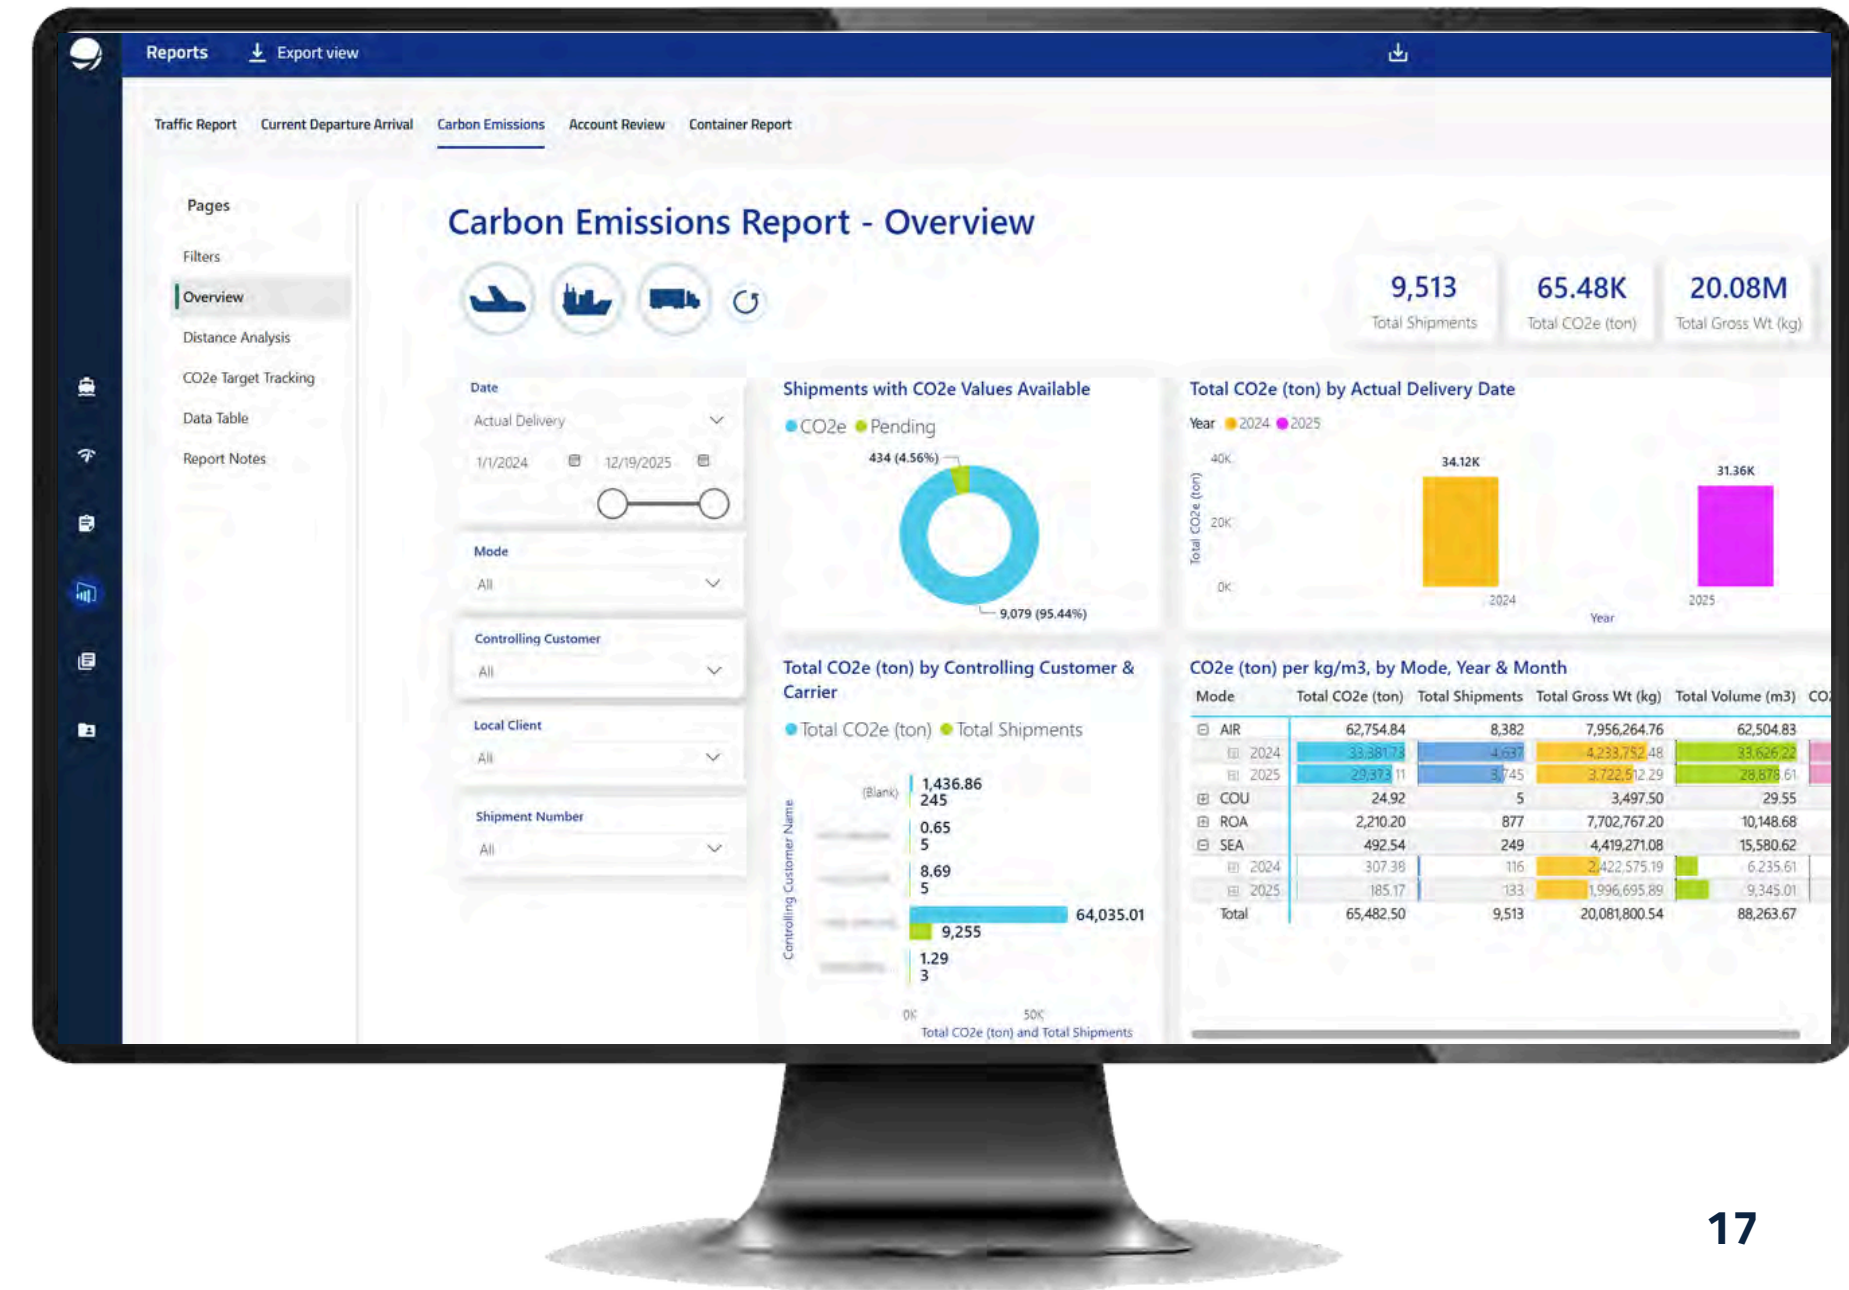 Reports Export view
Traffic Report Current Departure Arrival Carbon Emissions Account Review Container Report
Pages
Filters
Overview
Distance Analysis
CO2e Target Tracking
Data Table
Report Notes
Carbon Emissions Report - Overview
9,513
Total Shipments
65.48K
Total CO2e (ton)
20.08M
Total Gross Wt (kg)
Date
Actual Delivery
1/1/2024 12/19/2025
Mode
All
Controlling Customer
All
Local Client
All
Shipment Number
All
Shipments with CO2e Values Available
CO2e Pending
434 (4.56%)
9,079 (95.44%)
Total CO2e (ton) by Actual Delivery Date
Year 2024 2025
Total CO2e (ton)
40K
20K
0K
34.12K
31.36K
2024 2025
Year
Total CO2e (ton) by Controlling Customer &
Carrier
Total CO2e (ton) Total Shipments
Controlling Customer Name
(Blank)
1,436.86
245
0.65
5
8.69
5
64,035.01
9,255
1.29
3
0K 50K
Total CO2e (ton) and Total Shipments
CO2e (ton) per kg/m3, by Mode, Year & Month
Mode Total CO2e (ton) Total Shipments Total Gross Wt (kg) Total Volume (m3)
AIR 62,754.84 8,382 7,956,264.76 62,504.83
2024 33,381.73 4,637 4,233,752.48 33,626.22
2025 29,373.11 3,745 3,722,512.29 28,878.61
COU 24.92 5 3,497.50 29.55
ROA 2,210.20 877 7,702,767.20 10,148.68
SEA 492.54 249 4,419,271.08 15,580.62
2024 307.38 116 2,422,575.19 6,235.61
2025 185.17 133 1,996,695.89 9,345.01
Total 65,482.50 9,513 20,081,800.54 88,263.67
17